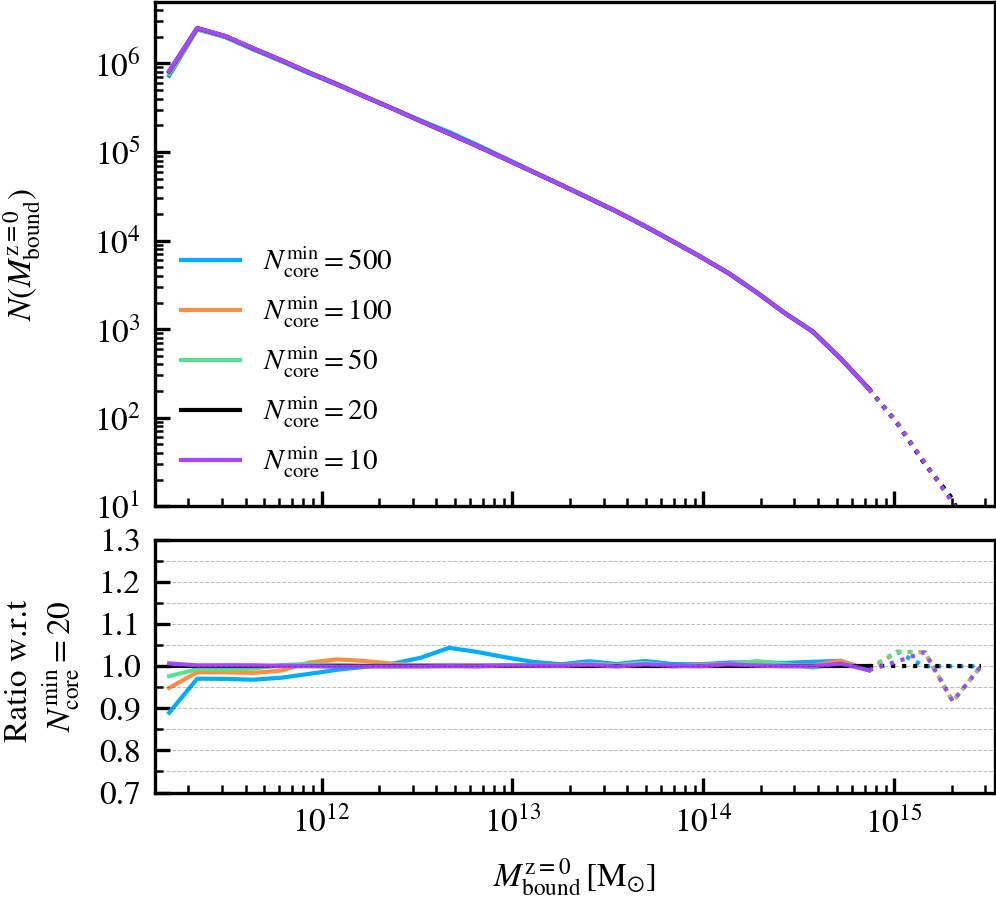 10^6
10^5
10^4
10^3
10^2
10^1
N(M_bound^{z=0})
N_core^min = 500
N_core^min = 100
N_core^min = 50
N_core^min = 20
N_core^min = 10
1.3
1.2
1.1
1.0
0.9
0.8
0.7
Ratio w.r.t
N_core^min = 20
10^12 10^13 10^14 10^15
M_bound^{z=0} [M_⊙]